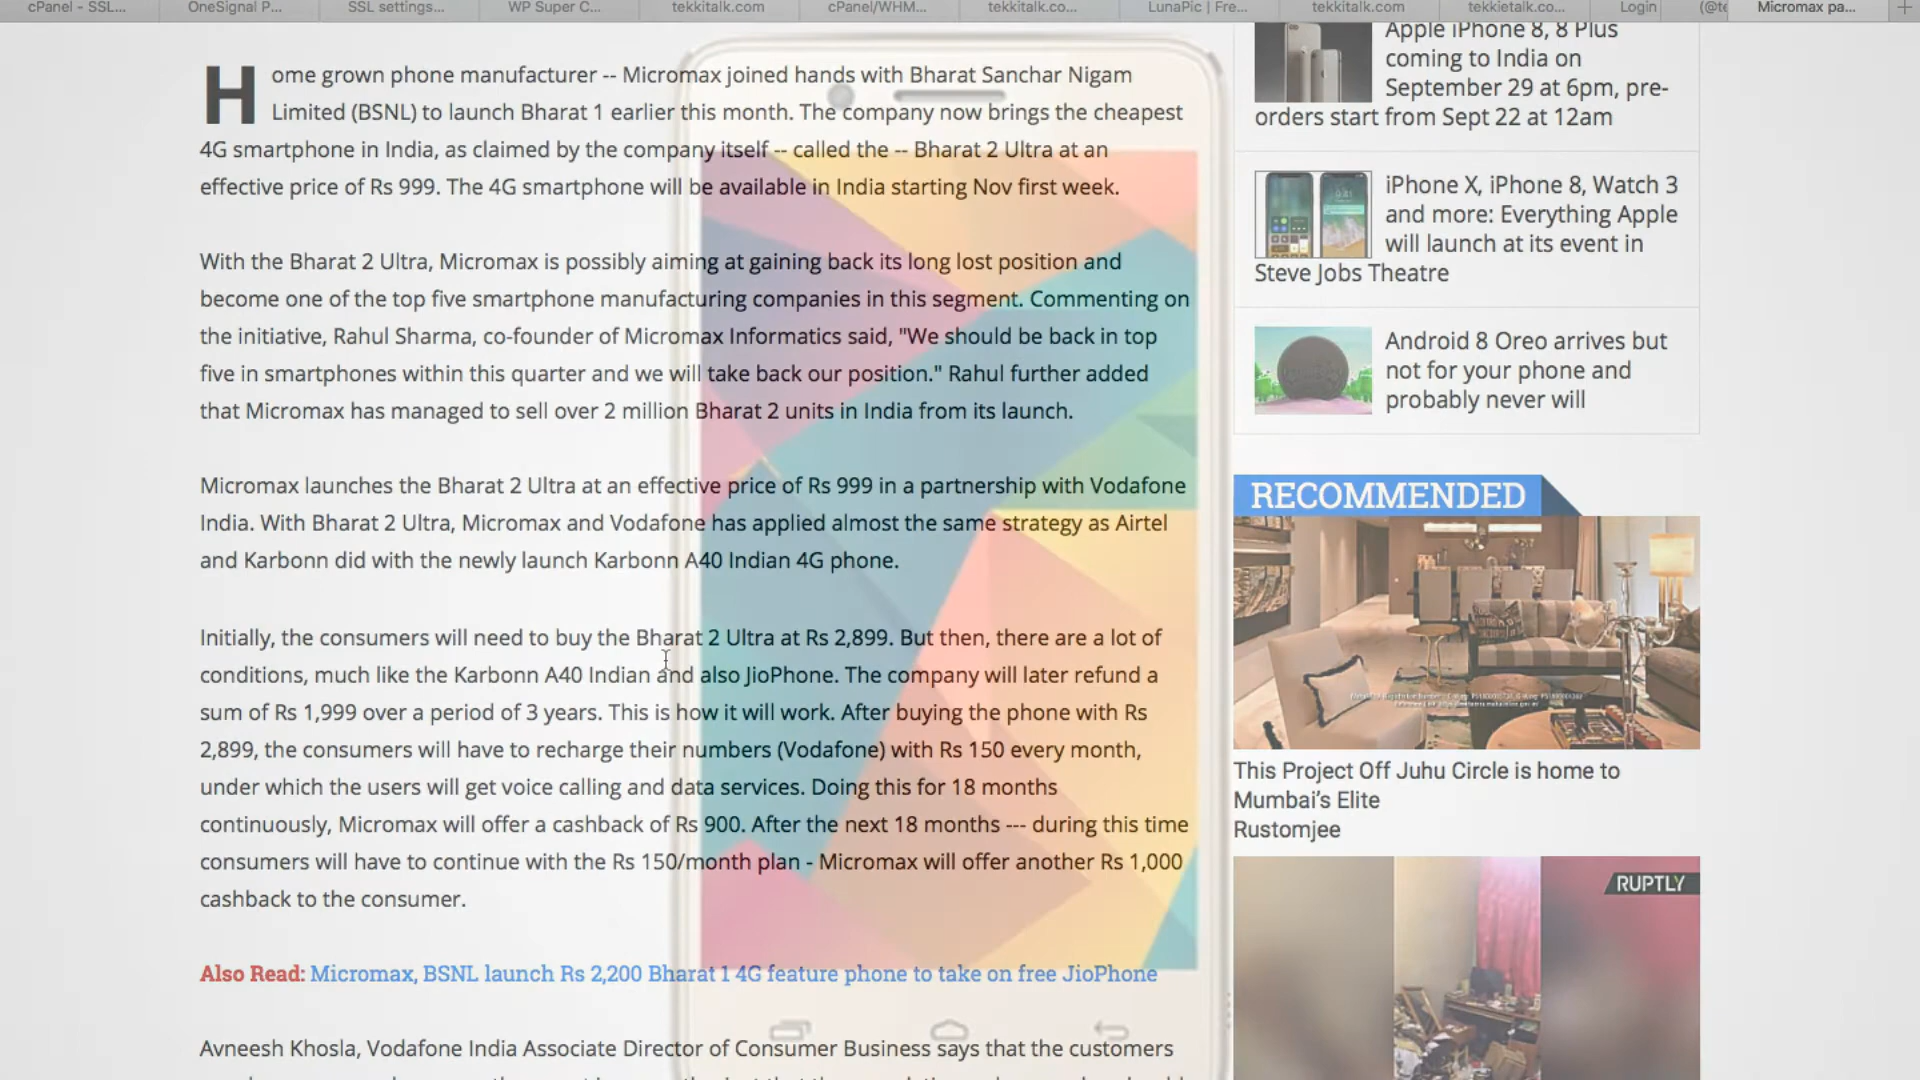 cPanel - SSL...
OneSignal P...
SSL settings...
WP Super C...
tekkitalk.com
cPanel/WHM...
tekkitalk.co...
LunaPic | Fre...
tekkitalk.com
tekkietalk.co...
Login
(@te
Micromax pa...
Home grown phone manufacturer -- Micromax joined hands with Bharat Sanchar Nigam
Limited (BSNL) to launch Bharat 1 earlier this month. The company now brings the cheapest
4G smartphone in India, as claimed by the company itself -- called the -- Bharat 2 Ultra at an
effective price of Rs 999. The 4G smartphone will be available in India starting Nov first week.
With the Bharat 2 Ultra, Micromax is possibly aiming at gaining back its long lost position and
become one of the top five smartphone manufacturing companies in this segment. Commenting on
the initiative, Rahul Sharma, co-founder of Micromax Informatics said, "We should be back in top
five in smartphones within this quarter and we will take back our position." Rahul further added
that Micromax has managed to sell over 2 million Bharat 2 units in India from its launch.
Micromax launches the Bharat 2 Ultra at an effective price of Rs 999 in a partnership with Vodafone
India. With Bharat 2 Ultra, Micromax and Vodafone has applied almost the same strategy as Airtel
and Karbonn did with the newly launch Karbonn A40 Indian 4G phone.
Initially, the consumers will need to buy the Bharat 2 Ultra at Rs 2,899. But then, there are a lot of
conditions, much like the Karbonn A40 Indian and also JioPhone. The company will later refund a
sum of Rs 1,999 over a period of 3 years. This is how it will work. After buying the phone with Rs
2,899, the consumers will have to recharge their numbers (Vodafone) with Rs 150 every month,
under which the users will get voice calling and data services. Doing this for 18 months
continuously, Micromax will offer a cashback of Rs 900. After the next 18 months --- during this time
consumers will have to continue with the Rs 150/month plan - Micromax will offer another Rs 1,000
cashback to the consumer.
Also Read: Micromax, BSNL launch Rs 2,200 Bharat 1 4G feature phone to take on free JioPhone
Avneesh Khosla, Vodafone India Associate Director of Consumer Business says that the customers
Apple iPhone 8, 8 Plus
coming to India on
September 29 at 6pm, pre-
orders start from Sept 22 at 12am
iPhone X, iPhone 8, Watch 3
and more: Everything Apple
will launch at its event in
Steve Jobs Theatre
Android 8 Oreo arrives but
not for your phone and
probably never will
RECOMMENDED
This Project Off Juhu Circle is home to
Mumbai's Elite
Rustomjee
RUPTLY